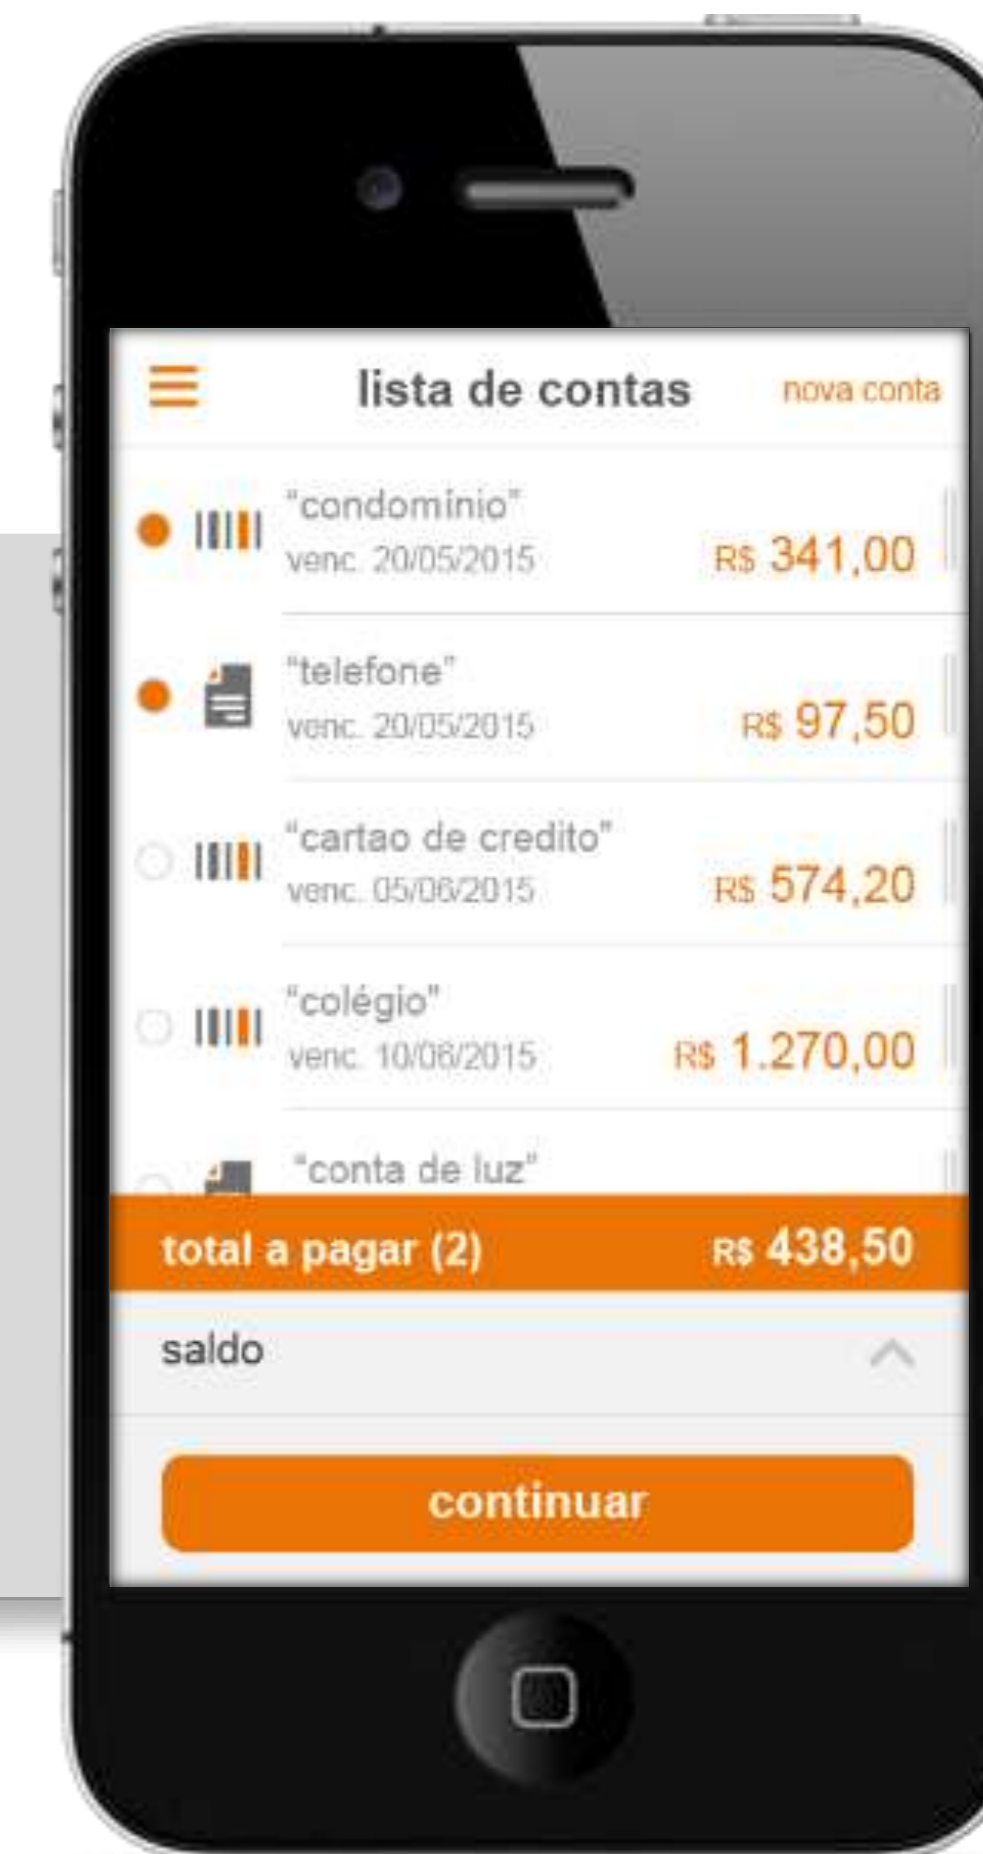 lista de contas nova conta
“condomínio”
venc. 20/05/2015 R$ 341,00
“telefone”
venc. 20/05/2015 R$ 97,50
“cartao de credito”
venc. 05/06/2015 R$ 574,20
“colégio”
venc. 10/06/2015 R$ 1.270,00
“conta de luz”
total a pagar (2) R$ 438,50
saldo
continuar